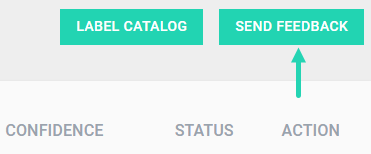 LABEL CATALOG SEND FEEDBACK
CONFIDENCE STATUS ACTION